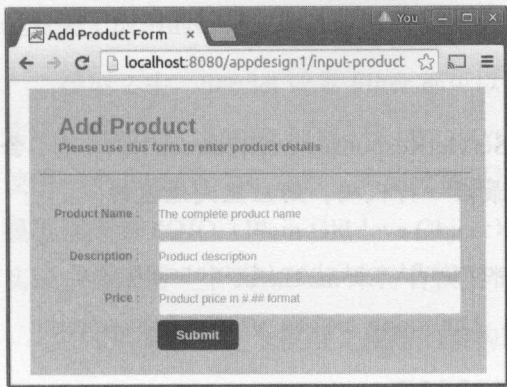 You
Add Product Form ×
localhost:8080/appdesign1/input-product
Add Product
Please use this form to enter product details
Product Name : The complete product name
Description : Product description
Price : Product price in #.## format
Submit